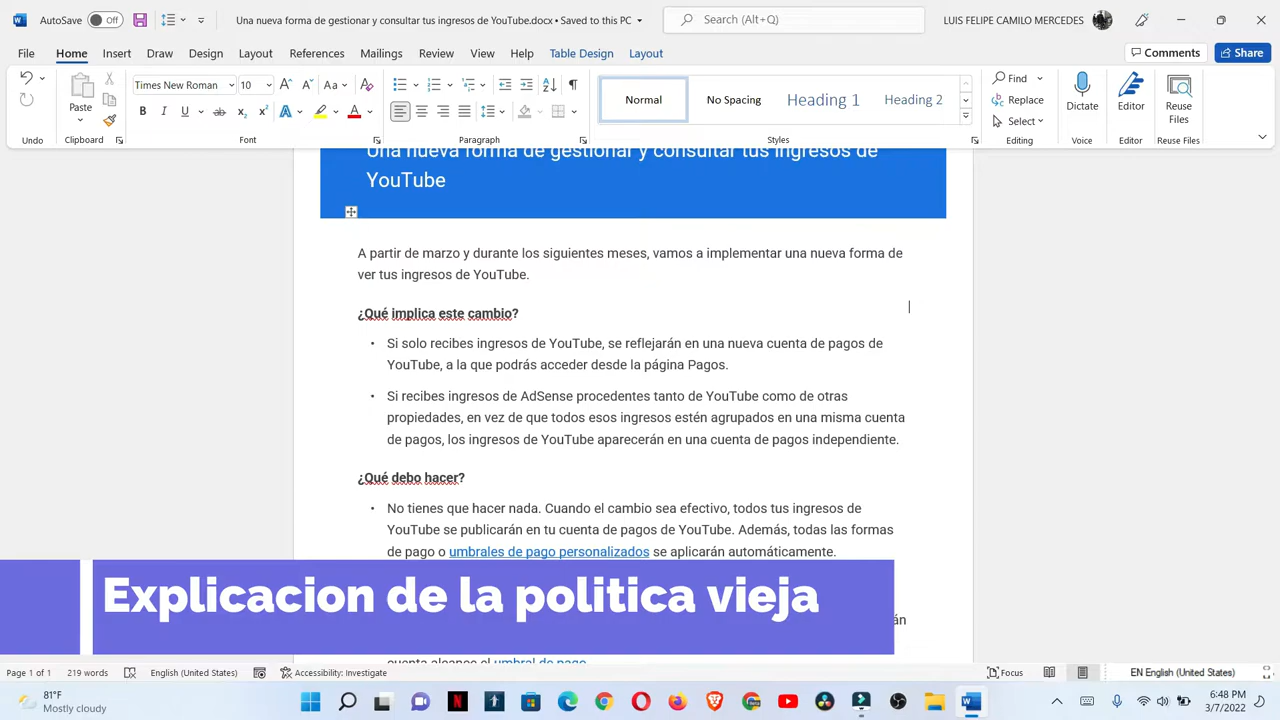 AutoSave Off Una nueva forma de gestionar y consultar tus ingresos de YouTube.docx • Saved to this PC Search (Alt+Q) LUIS FELIPE CAMILO MERCEDES
File Home Insert Draw Design Layout References Mailings Review View Help Table Design Layout Comments Share
Times New Roman 10 Normal No Spacing Heading 1 Heading 2 Find
Paste Replace Dictate Editor Reuse Files
Select
Undo Clipboard Font Paragraph Styles Editing Voice Editor Reuse Files
Una nueva forma de gestionar y consultar tus ingresos de
YouTube
A partir de marzo y durante los siguientes meses, vamos a implementar una nueva forma de
ver tus ingresos de YouTube.
¿Qué implica este cambio?
• Si solo recibes ingresos de YouTube, se reflejarán en una nueva cuenta de pagos de
YouTube, a la que podrás acceder desde la página Pagos.
• Si recibes ingresos de AdSense procedentes tanto de YouTube como de otras
propiedades, en vez de que todos esos ingresos estén agrupados en una misma cuenta
de pagos, los ingresos de YouTube aparecerán en una cuenta de pagos independiente.
¿Qué debo hacer?
• No tienes que hacer nada. Cuando el cambio sea efectivo, todos tus ingresos de
YouTube se publicarán en tu cuenta de pagos de YouTube. Además, todas las formas
de pago o umbrales de pago personalizados se aplicarán automáticamente.
Explicacion de la politica vieja
cuenta alcance el umbral de pago
Page 1 of 1 219 words English (United States) Accessibility: Investigate Focus EN English (United States)
81°F
Mostly cloudy
6:48 PM
3/7/2022